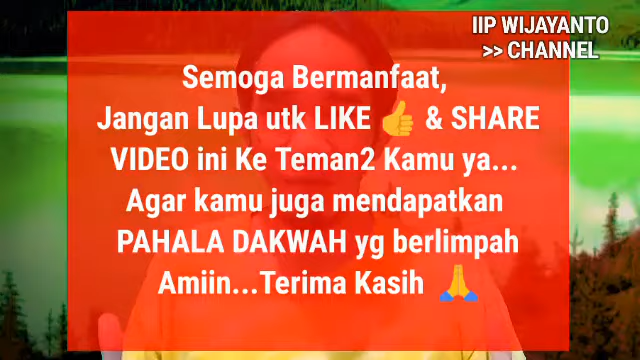 IIP WIJAYANTO
>> CHANNEL
Semoga Bermanfaat,
Jangan Lupa utk LIKE 👍 & SHARE
VIDEO ini Ke Teman2 Kamu ya...
Agar kamu juga mendapatkan
PAHALA DAKWAH yg berlimpah
Amiin...Terima Kasih 🙏